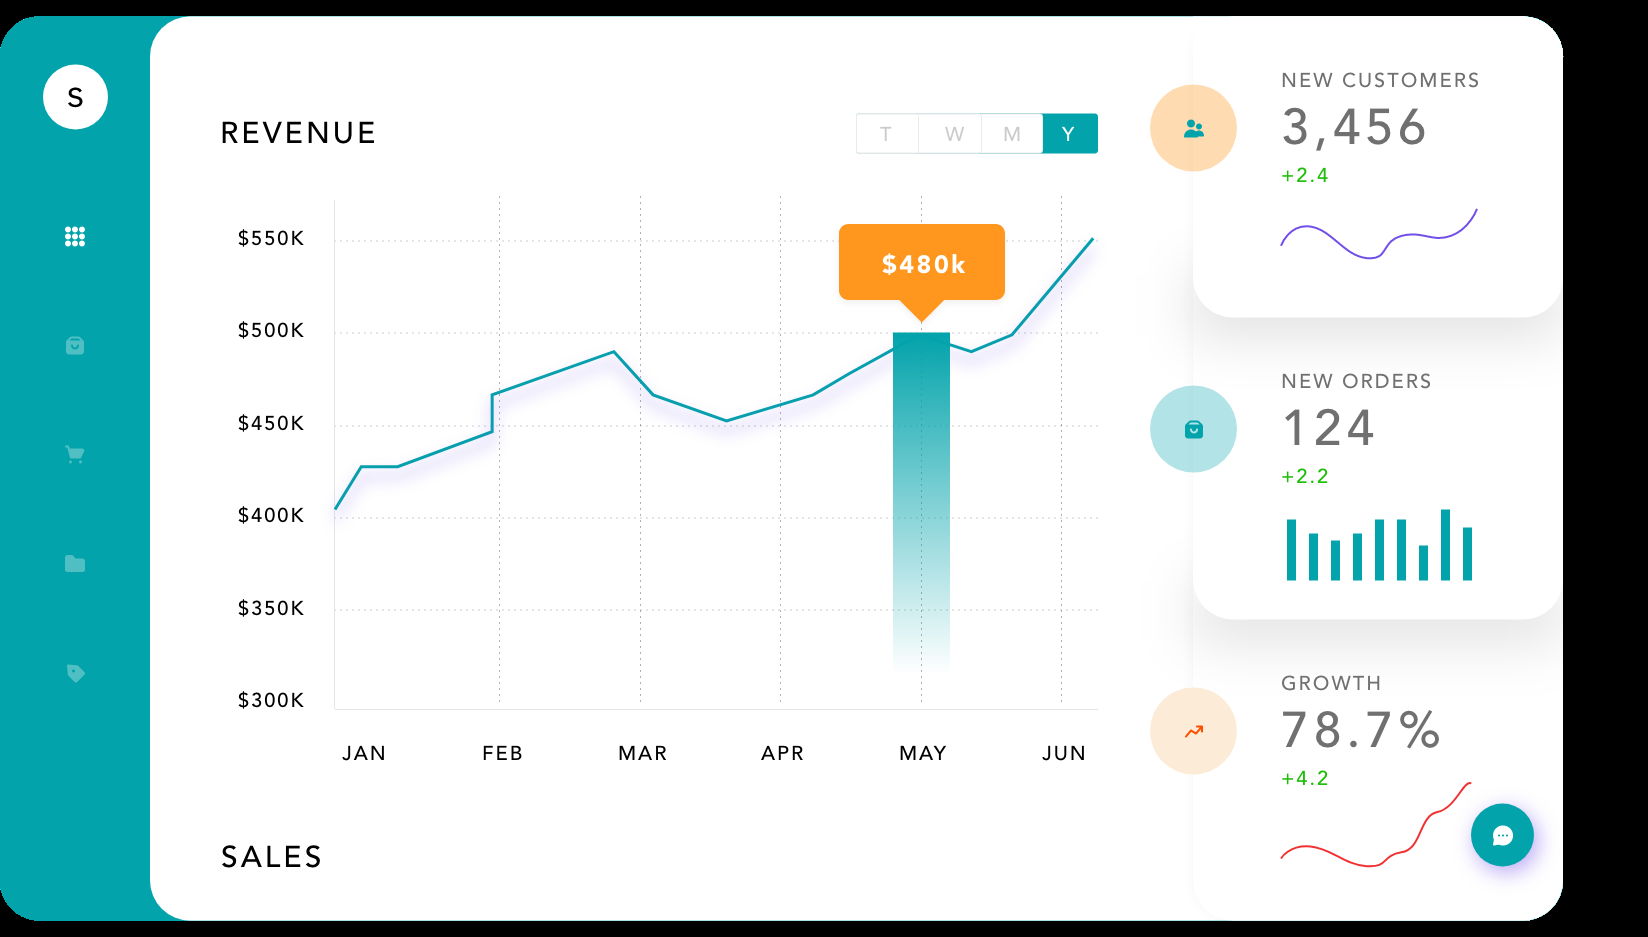 S
REVENUE
T W M Y
$550K
$500K
$450K
$400K
$350K
$300K
$480k
JAN FEB MAR APR MAY JUN
SALES
NEW CUSTOMERS
3,456
+2.4
NEW ORDERS
124
+2.2
GROWTH
78.7%
+4.2